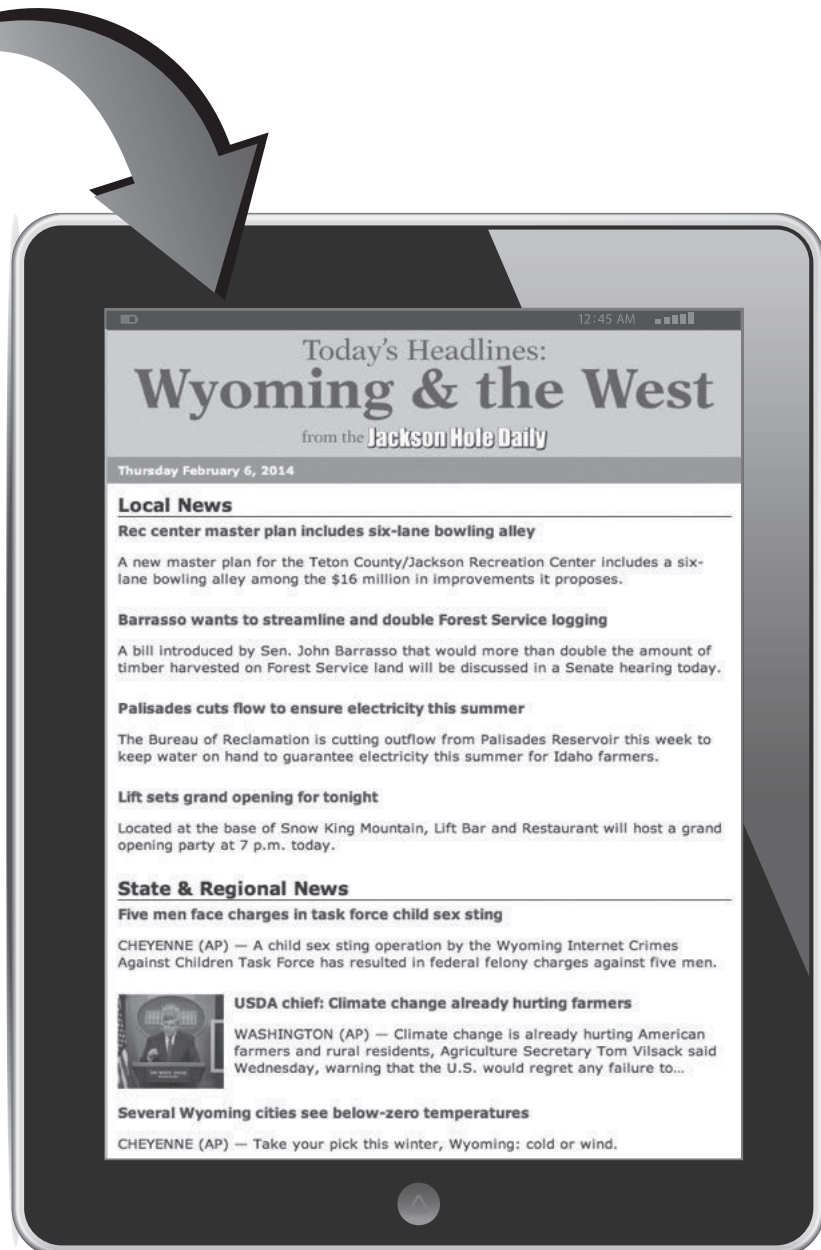 12:45 AM
Today's Headlines:
Wyoming & the West
from the Jackson Hole Daily
Thursday February 6, 2014
Local News
Rec center master plan includes six-lane bowling alley
A new master plan for the Teton County/Jackson Recreation Center includes a six-
lane bowling alley among the $16 million in improvements it proposes.
Barrasso wants to streamline and double Forest Service logging
A bill introduced by Sen. John Barrasso that would more than double the amount of
timber harvested on Forest Service land will be discussed in a Senate hearing today.
Palisades cuts flow to ensure electricity this summer
The Bureau of Reclamation is cutting outflow from Palisades Reservoir this week to
keep water on hand to guarantee electricity this summer for Idaho farmers.
Lift sets grand opening for tonight
Located at the base of Snow King Mountain, Lift Bar and Restaurant will host a grand
opening party at 7 p.m. today.
State & Regional News
Five men face charges in task force child sex sting
CHEYENNE (AP) — A child sex sting operation by the Wyoming Internet Crimes
Against Children Task Force has resulted in federal felony charges against five men.
USDA chief: Climate change already hurting farmers
WASHINGTON (AP) — Climate change is already hurting American
farmers and rural residents, Agriculture Secretary Tom Vilsack said
Wednesday, warning that the U.S. would regret any failure to...
Several Wyoming cities see below-zero temperatures
CHEYENNE (AP) — Take your pick this winter, Wyoming: cold or wind.